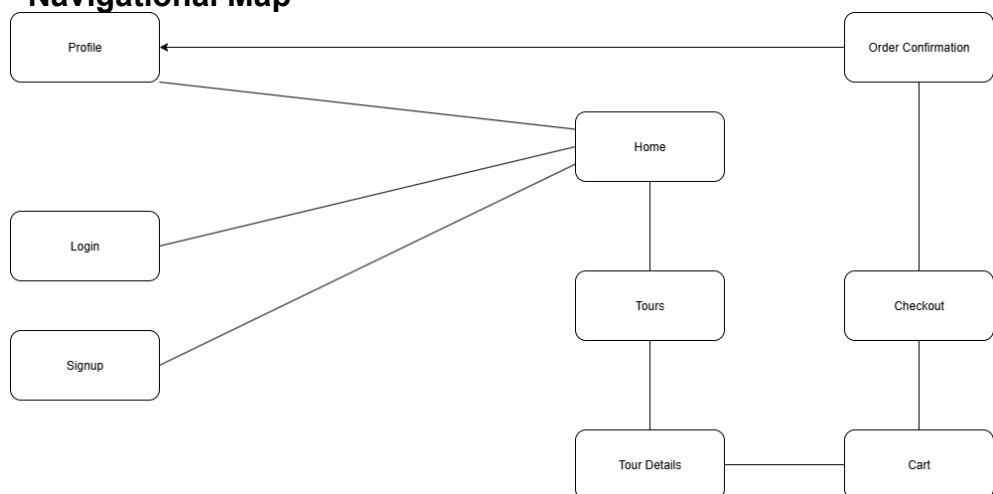 Navigational Map
Profile
Order Confirmation
Home
Login
Tours
Checkout
Signup
Tour Details
Cart